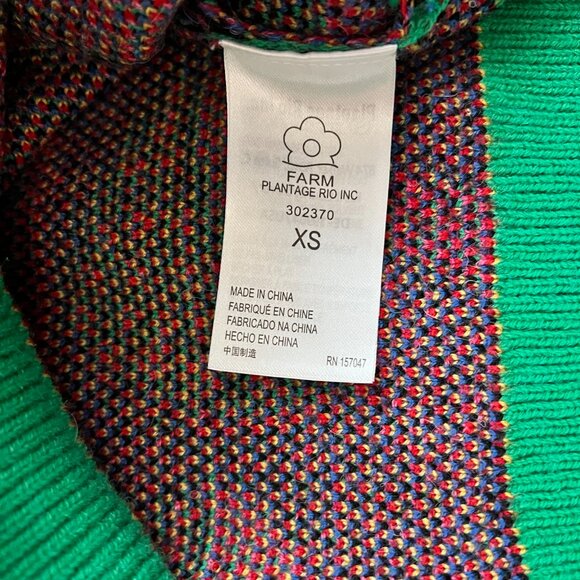 FARM
PLANTAGE RIO INC
302370
XS
MADE IN CHINA
FABRIQUÉ EN CHINE
FABRICADO NA CHINA
HECHO EN CHINA
中国制造
RN 157047